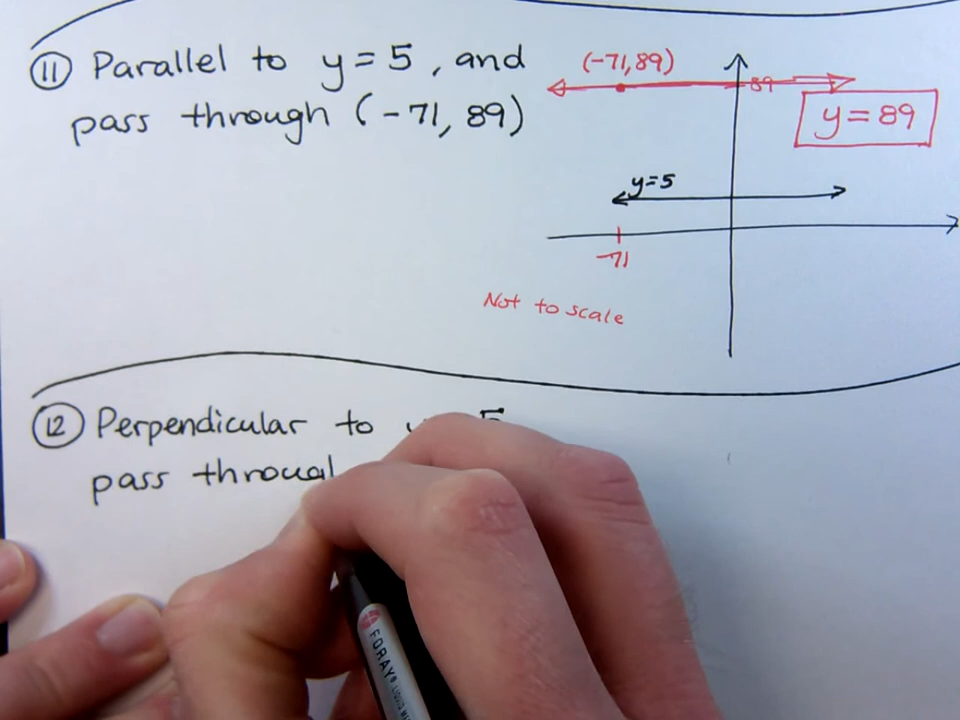 ⑪ Parallel to y = 5, and
pass through (-71, 89)
(-71,89)
89
y = 89
y=5
-71
Not to scale
⑫ Perpendicular to
pass
FORAY